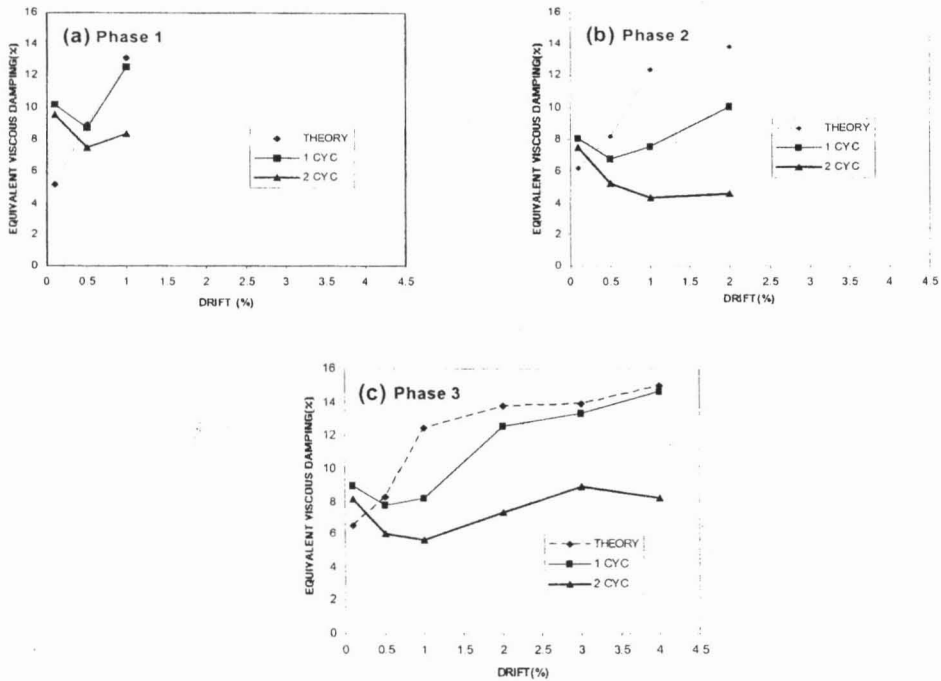 (a) Phase 1
EQUIVALENT VISCOUS DAMPING(%)
16
14
12
10
8
6
4
2
0
0 0.5 1 1.5 2 2.5 3 3.5 4 4.5
DRIFT (%)
THEORY
1 CYC
2 CYC
(b) Phase 2
EQUIVALENT VISCOUS DAMPING(%)
16
14
12
10
8
6
4
2
0
0 0.5 1 1.5 2 2.5 3 3.5 4 4.5
DRIFT(%)
THEORY
1 CYC
2 CYC
(c) Phase 3
EQUIVALENT VISCOUS DAMPING(%)
16
14
12
10
8
6
4
2
0
0 0.5 1 1.5 2 2.5 3 3.5 4 4.5
DRIFT(%)
THEORY
1 CYC
2 CYC